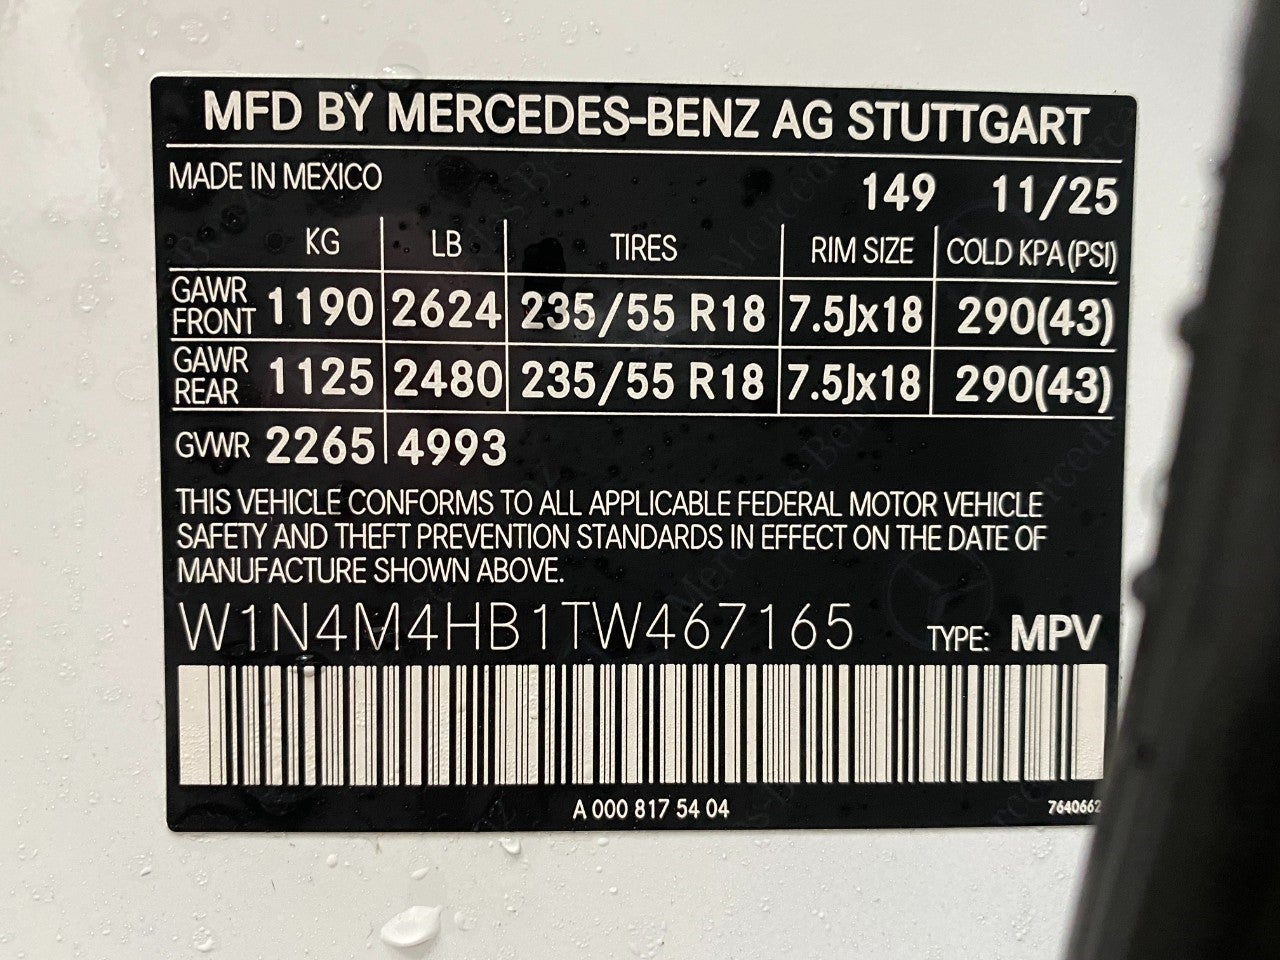 MFD BY MERCEDES-BENZ AG STUTTGART
MADE IN MEXICO 149 11/25
KG LB TIRES RIM SIZE COLD KPA (PSI)
GAWR FRONT 1190 2624 235/55 R18 7.5Jx18 290(43)
GAWR REAR 1125 2480 235/55 R18 7.5Jx18 290(43)
GVWR 2265 4993
THIS VEHICLE CONFORMS TO ALL APPLICABLE FEDERAL MOTOR VEHICLE
SAFETY AND THEFT PREVENTION STANDARDS IN EFFECT ON THE DATE OF
MANUFACTURE SHOWN ABOVE.
W1N4M4HB1TW467165 TYPE: MPV
A 000 817 54 04 7640662